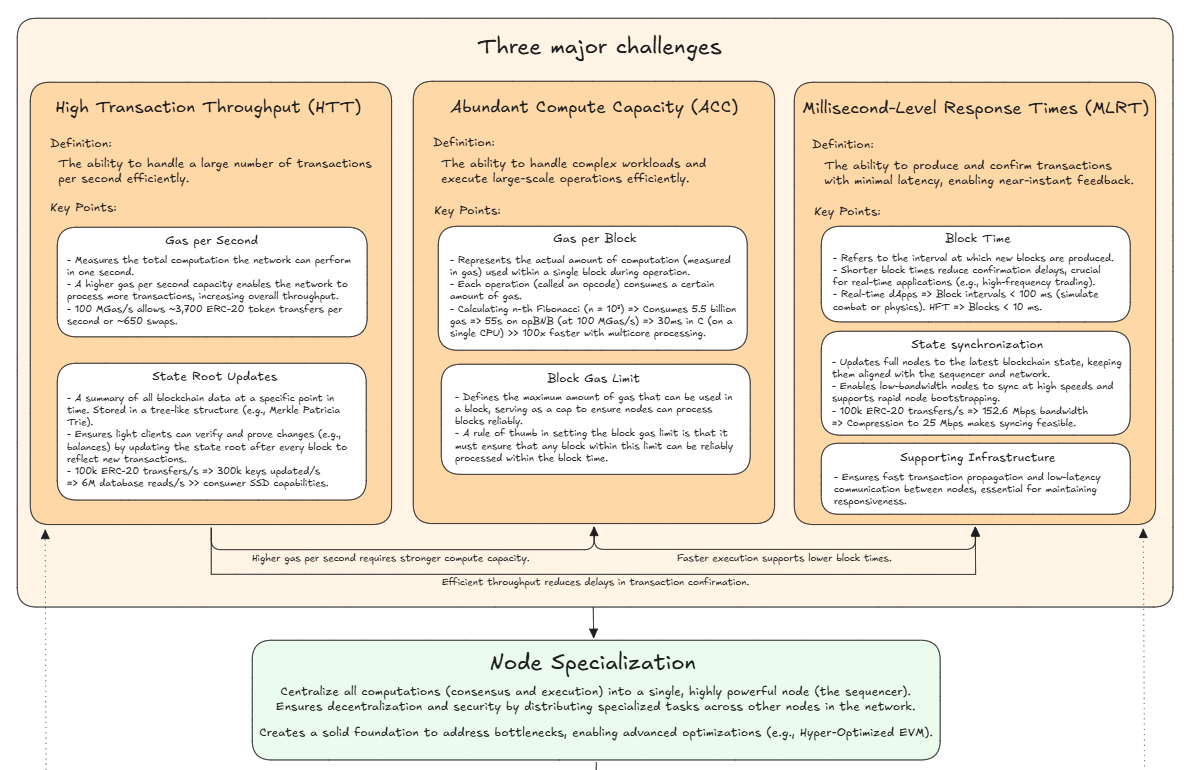 Three major challenges
High Transaction Throughput (HTT)
Definition:
The ability to handle a large number of transactions
per second efficiently.
Key Points:
Gas per Second
- Measures the total computation the network can perform
in one second.
- A higher gas per second capacity enables the network to
process more transactions, increasing overall throughput.
- 100 MGas/s allows ~3,700 ERC-20 token transfers per
second or ~650 swaps.
State Root Updates
- A summary of all blockchain data at a specific point in
time. Stored in a tree-like structure (e.g., Merkle Patricia
Trie).
- Ensures light clients can verify and prove changes (e.g.,
balances) by updating the state root after every block to
reflect new transactions.
- 100k ERC-20 transfers/s => 300k keys updated/s
=> 6M database reads/s >> consumer SSD capabilities.
Abundant Compute Capacity (ACC)
Definition:
The ability to handle complex workloads and
execute large-scale operations efficiently.
Key Points:
Gas per Block
- Represents the actual amount of computation (measured
in gas) used within a single block during operation.
- Each operation (called an opcode) consumes a certain
amount of gas.
- Calculating n-th Fibonacci => Consumes 5.5 billion
gas => 55s on opBNB (at 100 MGas/s) => 30ms in C (on a
single CPU) >> 100x faster with multicore processing.
Block Gas Limit
- Defines the maximum amount of gas that can be used in
a block, serving as a cap to ensure nodes can process
blocks reliably.
- A rule of thumb in setting the block gas limit is that it
must ensure that any block within this limit can be reliably
processed within the block time.
Millisecond-Level Response Times (MLRT)
Definition:
The ability to produce and confirm transactions
with minimal latency, enabling near-instant feedback.
Key Points:
Block Time
- Refers to the interval at which new blocks are produced.
- Shorter block times reduce confirmation delays, crucial
for real-time applications (e.g., high-frequency trading).
- Real-time dApps => Block intervals < 100 ms (simulate
combat or physics). HFT => Blocks < 10 ms.
State synchronization
- Updates full nodes to the latest blockchain state, keeping
them aligned with the sequencer and network.
- Enables low-bandwidth nodes to sync at high speeds and
supports rapid node bootstrapping.
- 100k ERC-20 transfers/s => 152.6 Mbps bandwidth
=> Compression to 25 Mbps makes syncing feasible.
Supporting Infrastructure
- Ensures fast transaction propagation and low-latency
communication between nodes, essential for maintaining
responsiveness.
Higher gas per second requires stronger compute capacity.
Faster execution supports lower block times.
Efficient throughput reduces delays in transaction confirmation.
Node Specialization
Centralize all computations (consensus and execution) into a single, highly powerful node (the sequencer).
Ensures decentralization and security by distributing specialized tasks across other nodes in the network.
Creates a solid foundation to address bottlenecks, enabling advanced optimizations (e.g., Hyper-Optimized EVM).